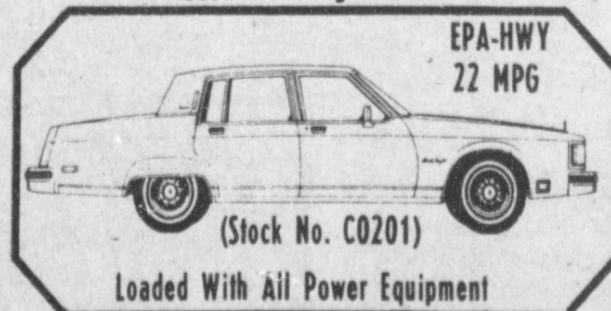 EPA-HWY
22 MPG
(Stock No. C0201)
Loaded With All Power Equipment